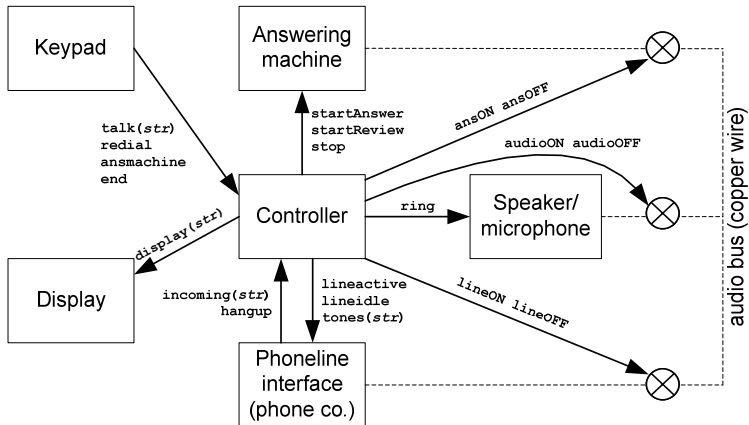 Keypad
Answering
machine
talk(str)
redial
ansmachine
end
startAnswer
startReview
stop
ansON ansOFF
audioON audioOFF
Controller
ring
Speaker/
microphone
audio bus (copper wire)
display(str)
Display
incoming(str)
hangup
lineactive
lineidle
tones(str)
lineON lineOFF
Phoneline
interface
(phone co.)